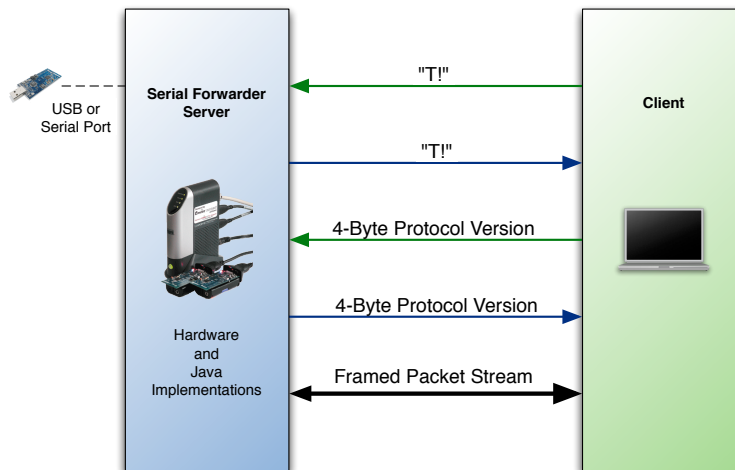 "T!"
Serial Forwarder
Server
Client
USB or
Serial Port
"T!"
4-Byte Protocol Version
4-Byte Protocol Version
Hardware
and
Java
Implementations
Framed Packet Stream